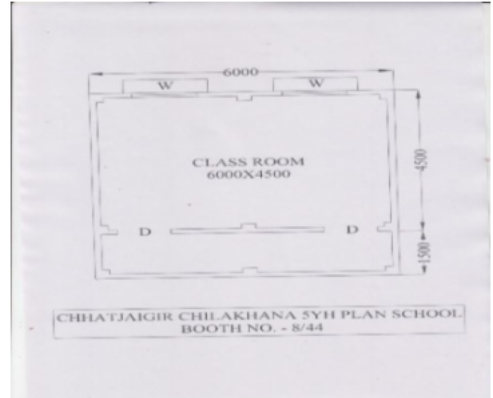 6000
W W
CLASS ROOM
6000X4500
4500
D D
1500
CHHATJAIGIR CHILAKHANA 5YH PLAN SCHOOL
BOOTH NO. - 8/44